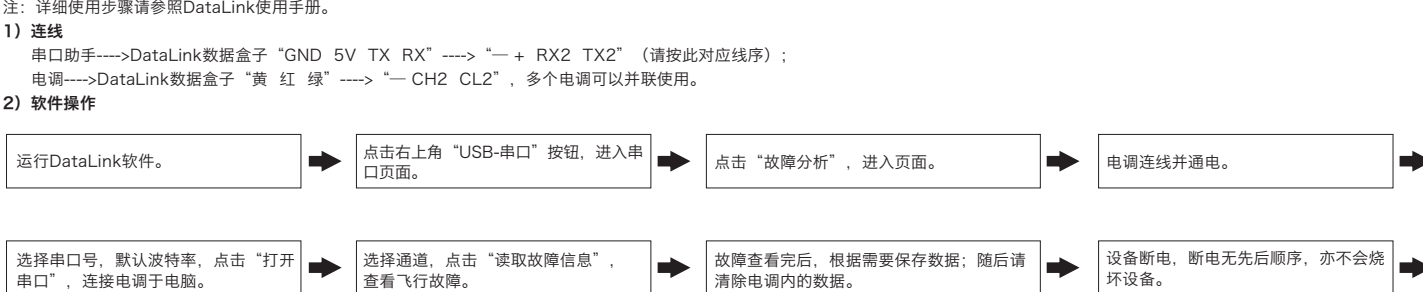 注：详细使用步骤请参照DataLink使用手册。
1）连线
串口助手---->DataLink数据盒子“GND 5V TX RX”---->“— + RX2 TX2”（请按此对应线序）；
电调---->DataLink数据盒子“黄 红 绿”---->“— CH2 CL2”，多个电调可以并联使用。
2）软件操作
运行DataLink软件。
点击右上角“USB-串口”按钮，进入串
口页面。
点击“故障分析”，进入页面。
电调连线并通电。
选择串口号，默认波特率，点击“打开
串口”，连接电调于电脑。
选择通道，点击“读取故障信息”，
查看飞行故障。
故障查看完后，根据需要保存数据；随后请
清除电调内的数据。
设备断电，断电无先后顺序，亦不会烧
坏设备。